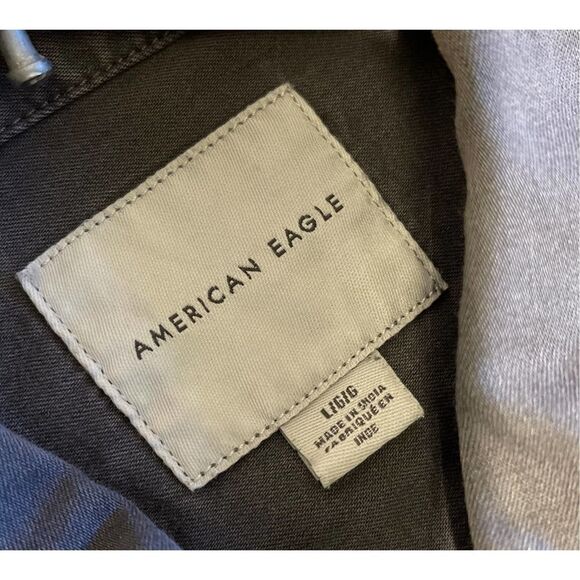 AMERICAN EAGLE
L/G/G
MADE IN INDIA
FABRIQUÉ EN
INDE